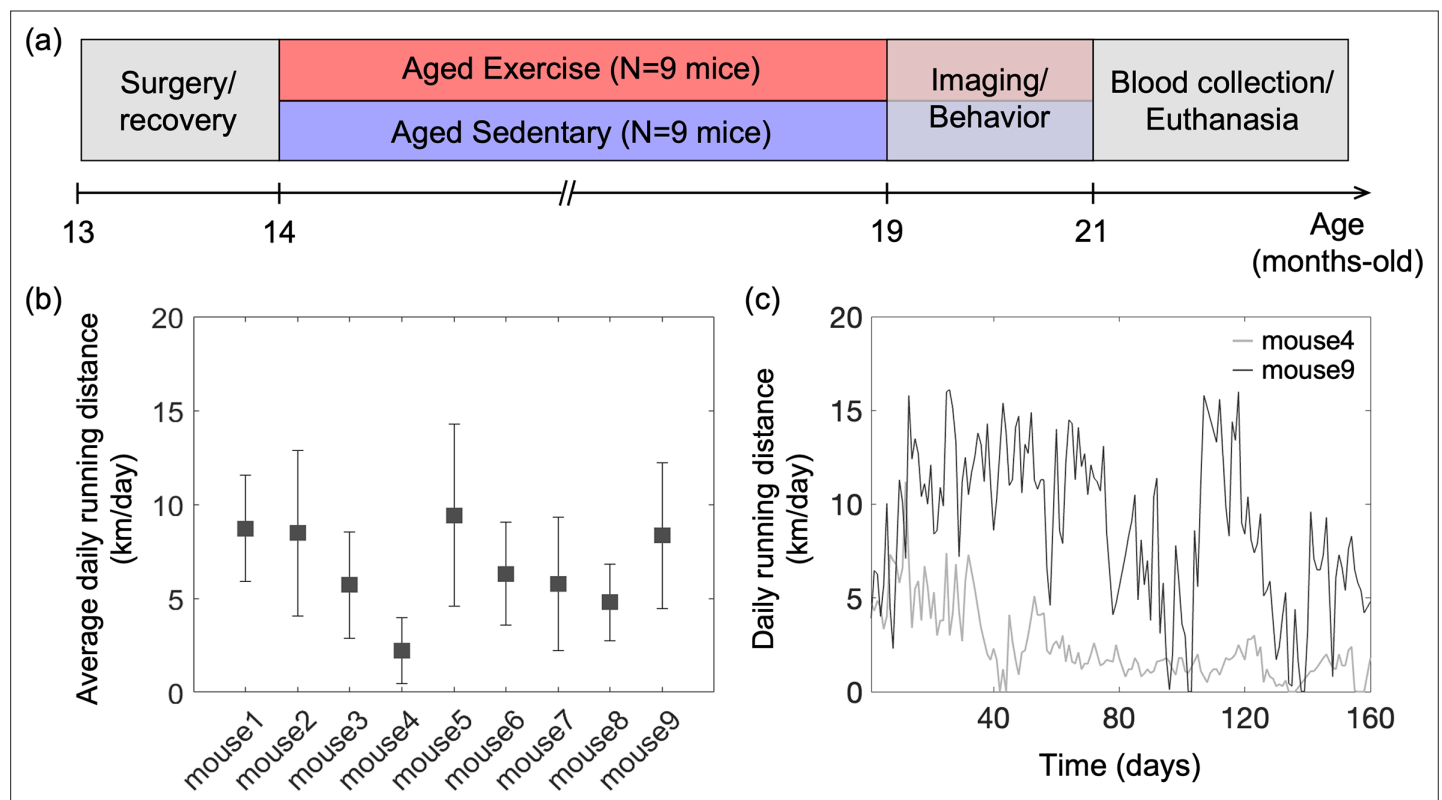 (a)
Surgery/
recovery
Aged Exercise (N=9 mice)
Aged Sedentary (N=9 mice)
Imaging/
Behavior
Blood collection/
Euthanasia
13
14
19
21
Age
(months-old)
(b)
Average daily running distance
(km/day)
20
15
10
5
0
mouse1
mouse2
mouse3
mouse4
mouse5
mouse6
mouse7
mouse8
mouse9
(c)
Daily running distance
(km/day)
20
15
10
5
0
mouse4
mouse9
40
80
120
160
Time (days)